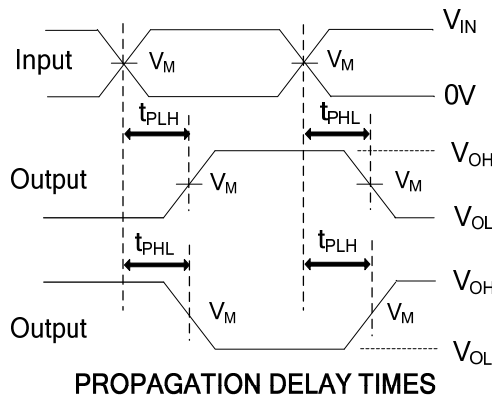 V_IN
Input V_M V_M
0V
t_PLH t_PHL
V_OH
Output V_M V_M
V_OL
t_PHL t_PLH
V_OH
V_M V_M
Output
V_OL
PROPAGATION DELAY TIMES